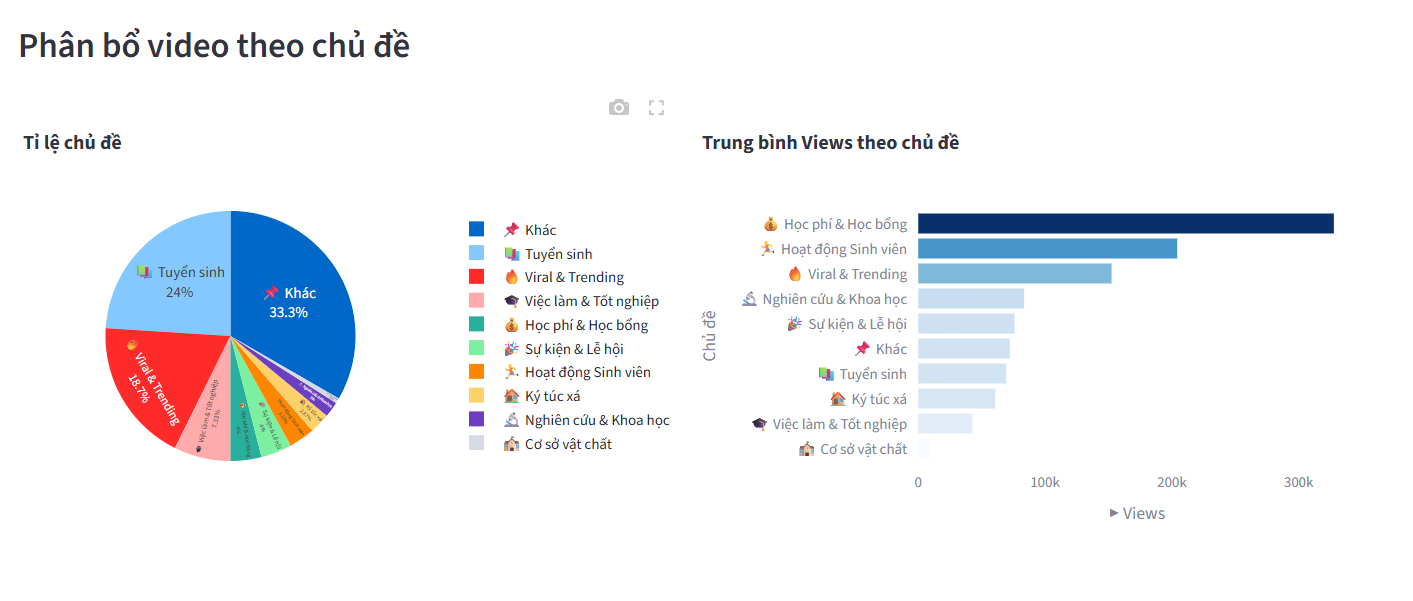 Phân bổ video theo chủ đề
Tỉ lệ chủ đề
Tuyển sinh
24%
Khác
33.3%
Viral & Trending
18.7%
Việc làm & Tốt nghiệp
7.33%
Khác
Tuyển sinh
Viral & Trending
Việc làm & Tốt nghiệp
Học phí & Học bổng
Sự kiện & Lễ hội
Hoạt động Sinh viên
Ký túc xá
Nghiên cứu & Khoa học
Cơ sở vật chất
Trung bình Views theo chủ đề
Chủ đề
Học phí & Học bổng
Hoạt động Sinh viên
Viral & Trending
Nghiên cứu & Khoa học
Sự kiện & Lễ hội
Khác
Tuyển sinh
Ký túc xá
Việc làm & Tốt nghiệp
Cơ sở vật chất
0 100k 200k 300k
Views